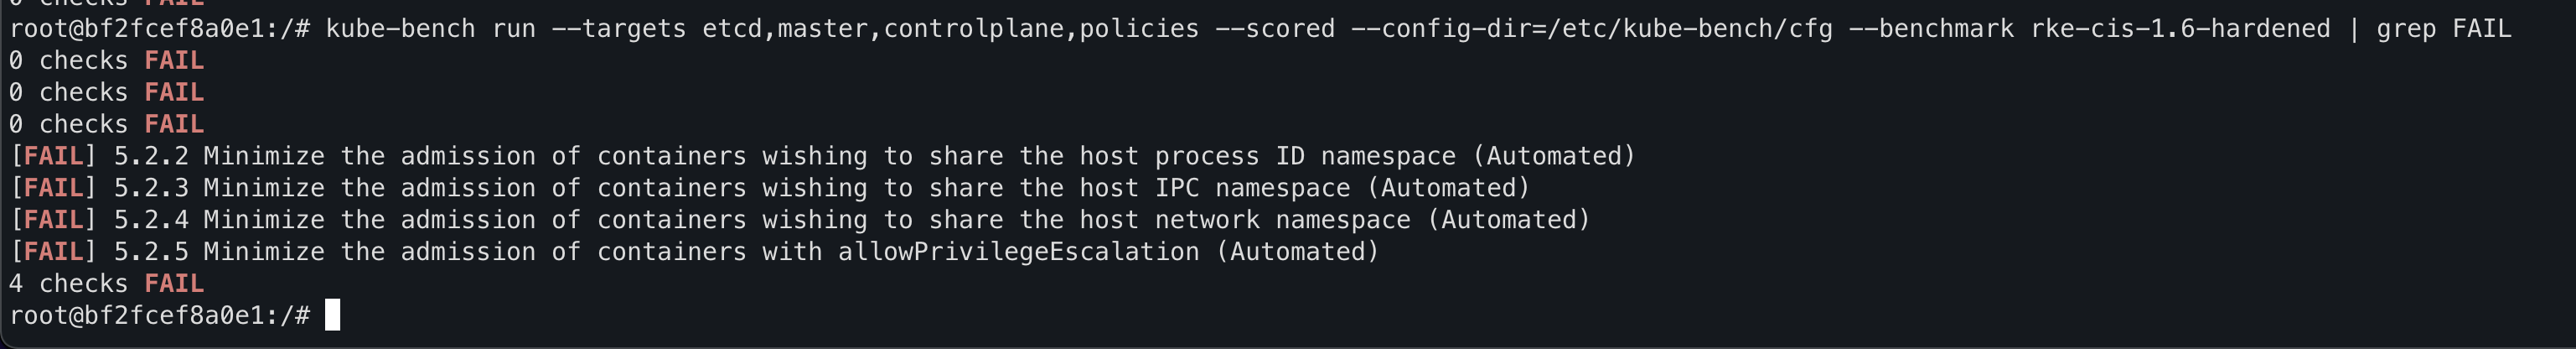 0 checks FAIL
root@bf2fcef8a0e1:/# kube-bench run --targets etcd,master,controlplane,policies --scored --config-dir=/etc/kube-bench/cfg --benchmark rke-cis-1.6-hardened | grep FAIL
0 checks FAIL
0 checks FAIL
0 checks FAIL
[FAIL] 5.2.2 Minimize the admission of containers wishing to share the host process ID namespace (Automated)
[FAIL] 5.2.3 Minimize the admission of containers wishing to share the host IPC namespace (Automated)
[FAIL] 5.2.4 Minimize the admission of containers wishing to share the host network namespace (Automated)
[FAIL] 5.2.5 Minimize the admission of containers with allowPrivilegeEscalation (Automated)
4 checks FAIL
root@bf2fcef8a0e1:/#